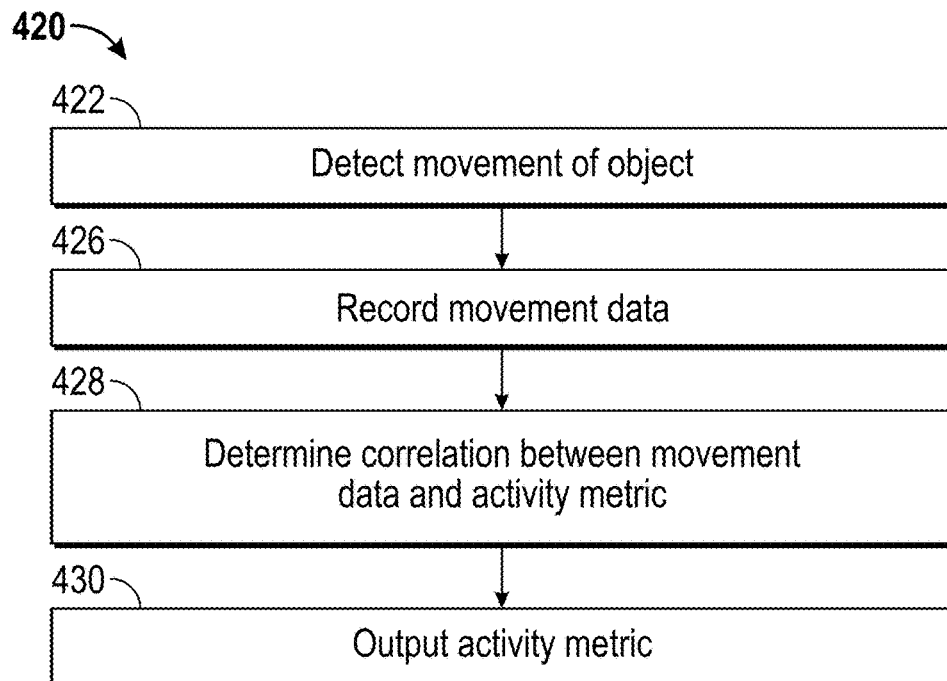 420
422
Detect movement of object
426
Record movement data
428
Determine correlation between movement
data and activity metric
430
Output activity metric